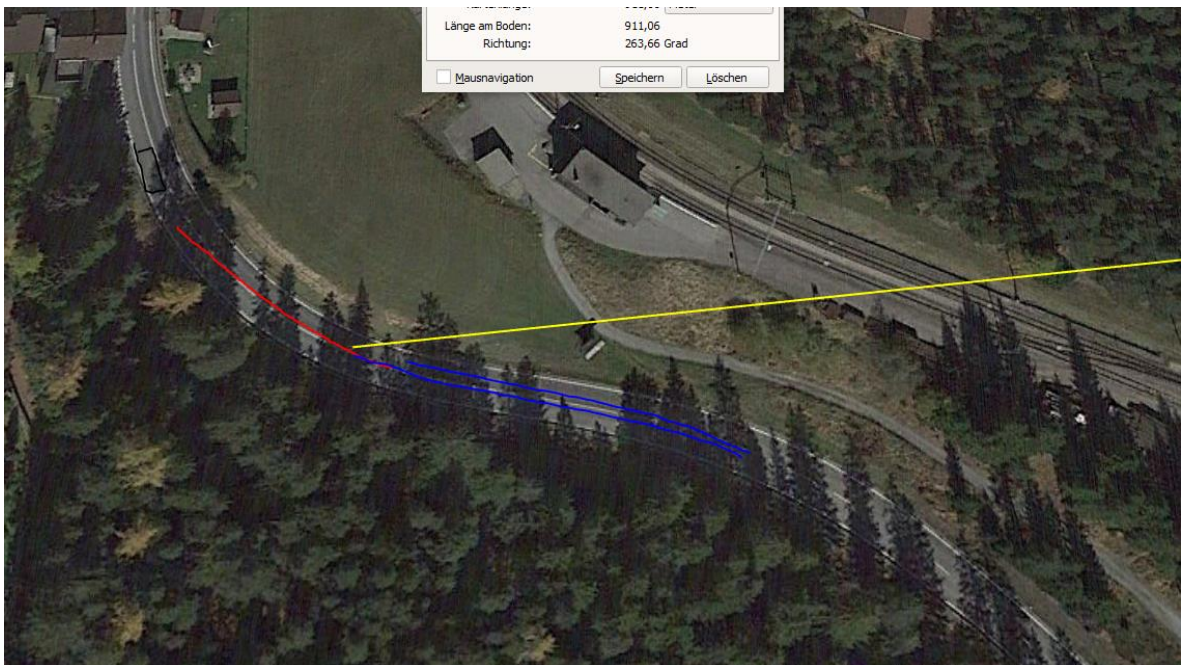 Länge am Boden: 911,06
Richtung: 263,66 Grad
Mausnavigation Speichern Löschen